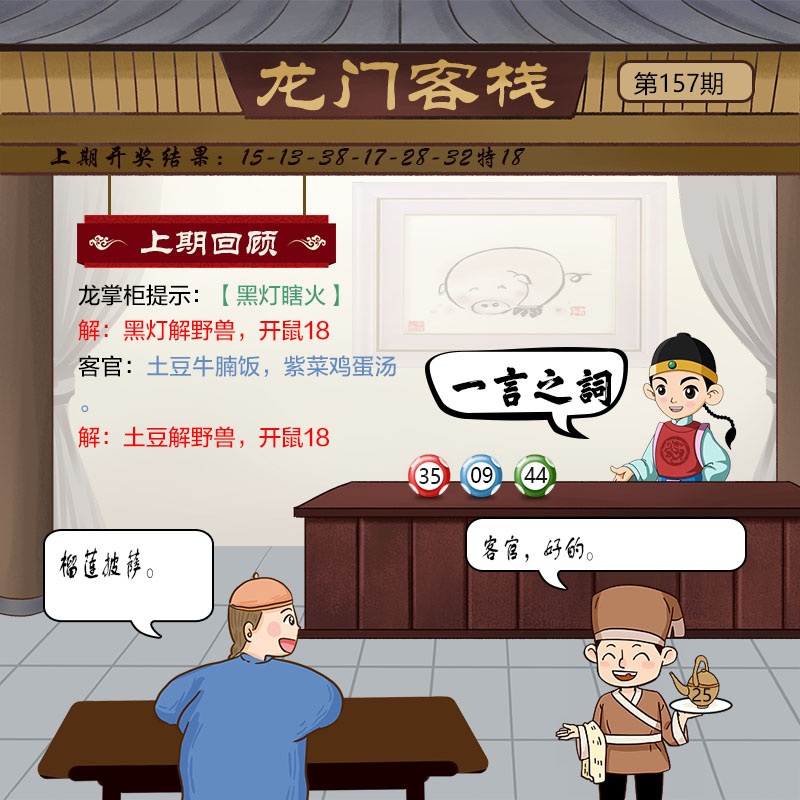 龙门客栈
第157期
上期开奖结果：15-13-38-17-28-32特18
上期回顾
龙掌柜提示：【黑灯瞎火】
解：黑灯解野兽，开鼠18
客官：土豆牛腩饭，紫菜鸡蛋汤
。
解：土豆解野兽，开鼠18
一言之詞
35 09 44
榴莲披萨。
客官，好的。
25